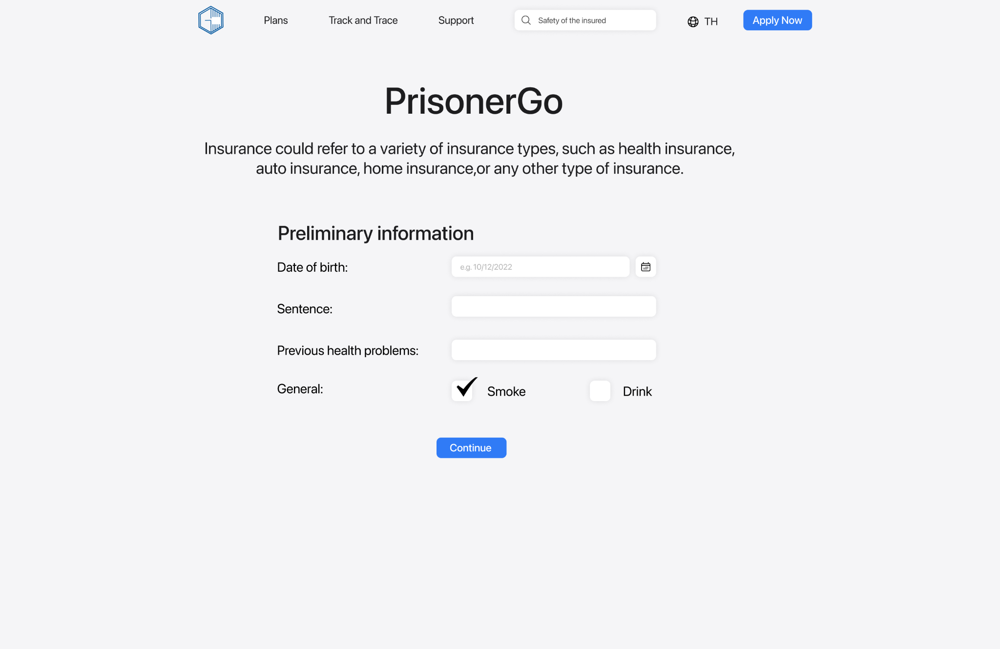 Plans
Track and Trace
Support
Safety of the insured
TH
Apply Now
PrisonerGo
Insurance could refer to a variety of insurance types, such as health insurance,
auto insurance, home insurance,or any other type of insurance.
Preliminary information
Date of birth:
e.g. 10/12/2022
Sentence:
Previous health problems:
General:
Smoke
Drink
Continue